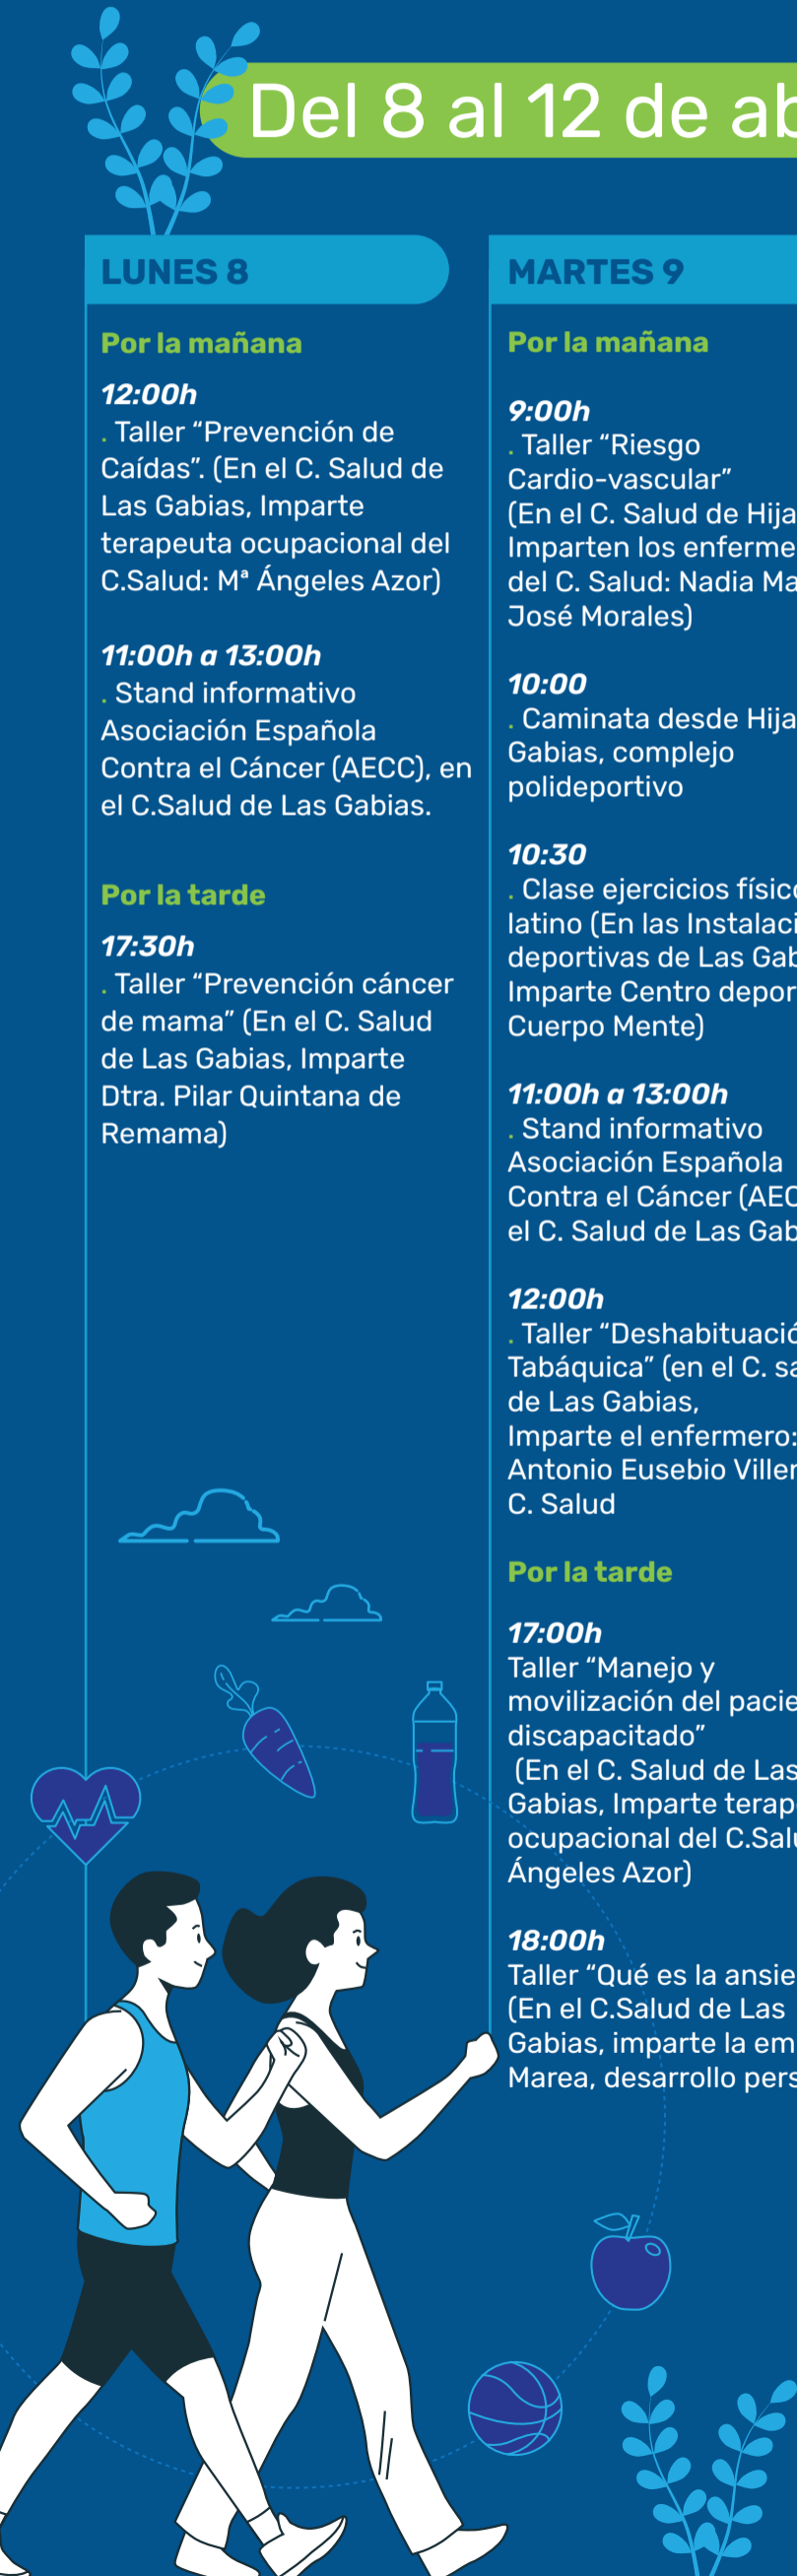 Del 8 al 12 de ab
LUNES 8
Por la mañana
12:00h
. Taller “Prevención de
Caídas”. (En el C. Salud de
Las Gabias, Imparte
terapeuta ocupacional del
C.Salud: Mª Ángeles Azor)
11:00h a 13:00h
. Stand informativo
Asociación Española
Contra el Cáncer (AECC), en
el C.Salud de Las Gabias.
Por la tarde
17:30h
. Taller “Prevención cáncer
de mama” (En el C. Salud
de Las Gabias, Imparte
Dtra. Pilar Quintana de
Remama)
MARTES 9
Por la mañana
9:00h
. Taller “Riesgo
Cardio-vascular”
(En el C. Salud de Hija
Imparten los enferme
del C. Salud: Nadia Ma
José Morales)
10:00
. Caminata desde Hija
Gabias, complejo
polideportivo
10:30
. Clase ejercicios físico
latino (En las Instalaci
deportivas de Las Gab
Imparte Centro depor
Cuerpo Mente)
11:00h a 13:00h
. Stand informativo
Asociación Española
Contra el Cáncer (AEC
el C. Salud de Las Gab
12:00h
. Taller “Deshabituació
Tabáquica” (en el C. sa
de Las Gabias,
Imparte el enfermero:
Antonio Eusebio Viller
C. Salud
Por la tarde
17:00h
Taller “Manejo y
movilización del pacie
discapacitado”
(En el C. Salud de Las
Gabias, Imparte terap
ocupacional del C.Salu
Ángeles Azor)
18:00h
Taller “Qué es la ansie
(En el C.Salud de Las
Gabias, imparte la em
Marea, desarrollo pers